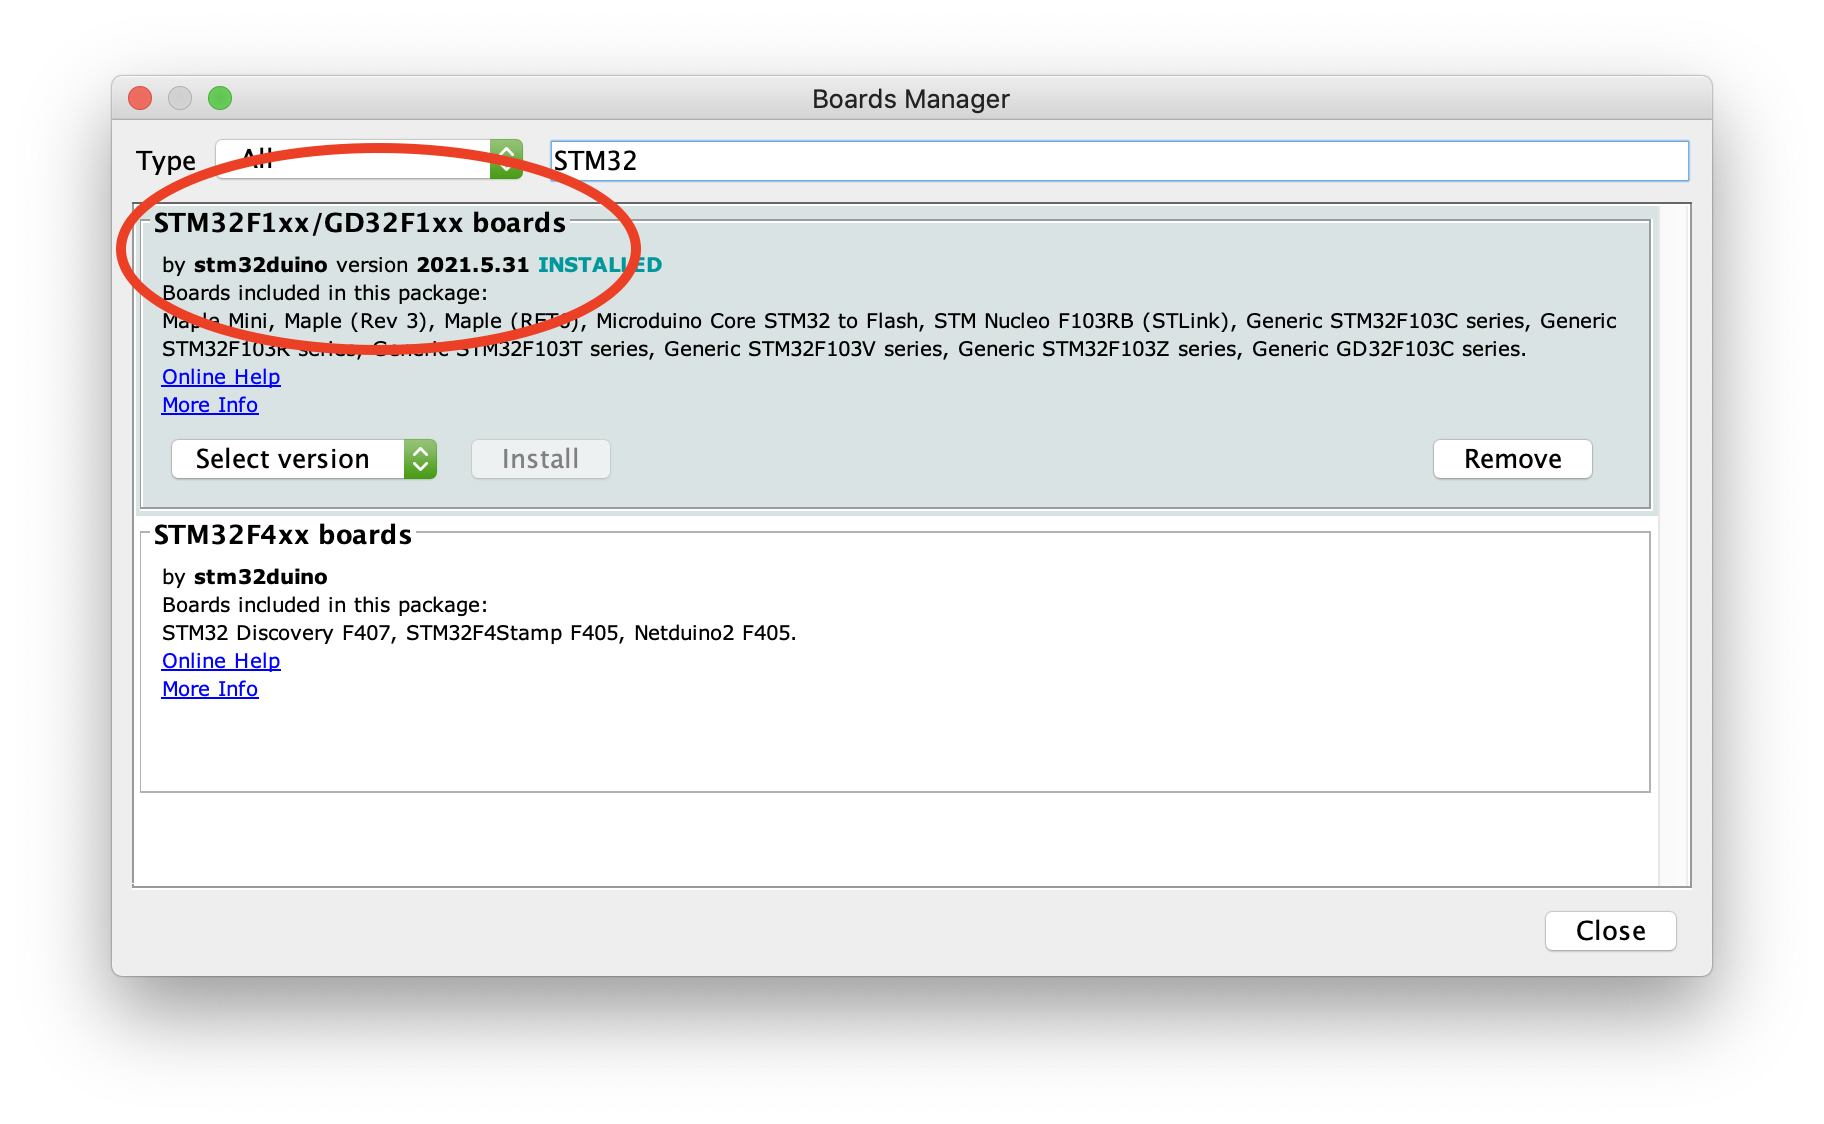 Boards Manager
Type All STM32
STM32F1xx/GD32F1xx boards
by stm32duino version 2021.5.31 INSTALLED
Boards included in this package:
Maple Mini, Maple (Rev 3), Maple (RET6), Microduino Core STM32 to Flash, STM Nucleo F103RB (STLink), Generic STM32F103C series, Generic
STM32F103R series, Generic STM32F103T series, Generic STM32F103V series, Generic STM32F103Z series, Generic GD32F103C series.
Online Help
More Info
Select version Install Remove
STM32F4xx boards
by stm32duino
Boards included in this package:
STM32 Discovery F407, STM32F4Stamp F405, Netduino2 F405.
Online Help
More Info
Close